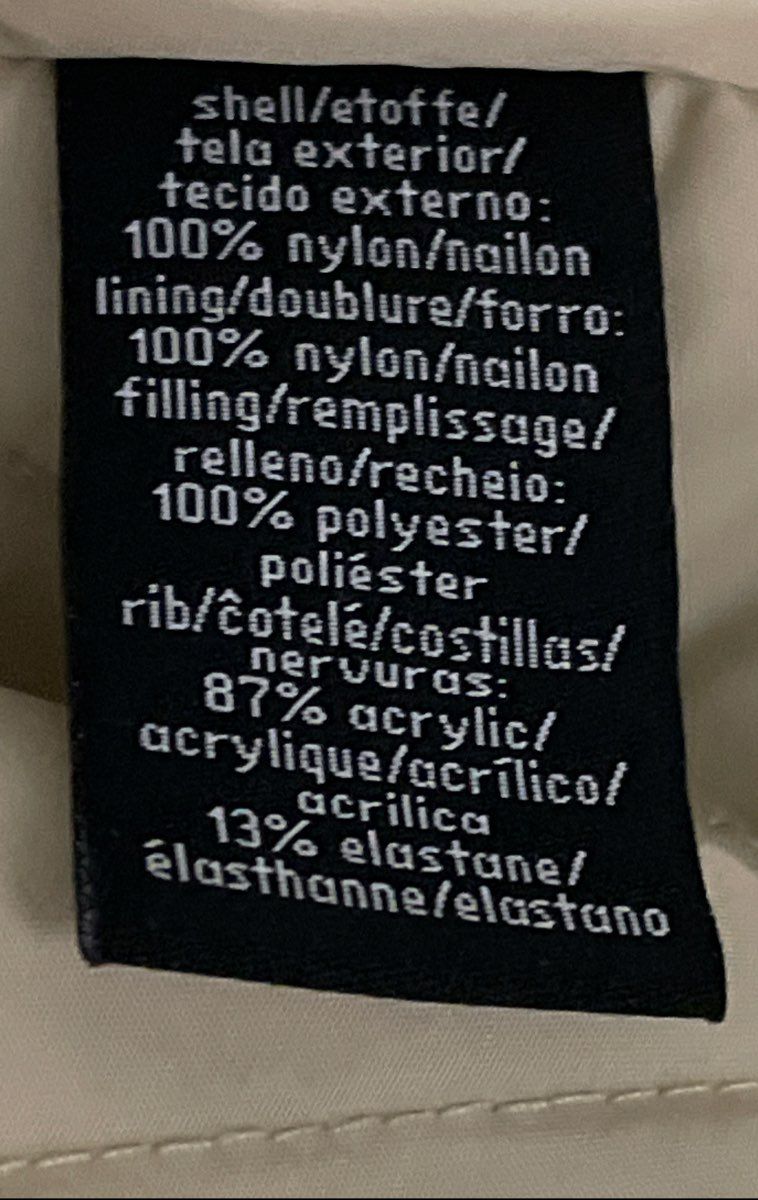 shell/etoffe/
tela exterior/
tecido externo:
100% nylon/nailon
lining/doublure/forro:
100% nylon/nailon
filling/remplissage/
relleno/recheio:
100% polyester/
poliéster
rib/ĉotelé/costillas/
nervuras:
87% acrylic/
acrylique/acrílico/
acrilica
13% elastane/
élasthanne/elastano